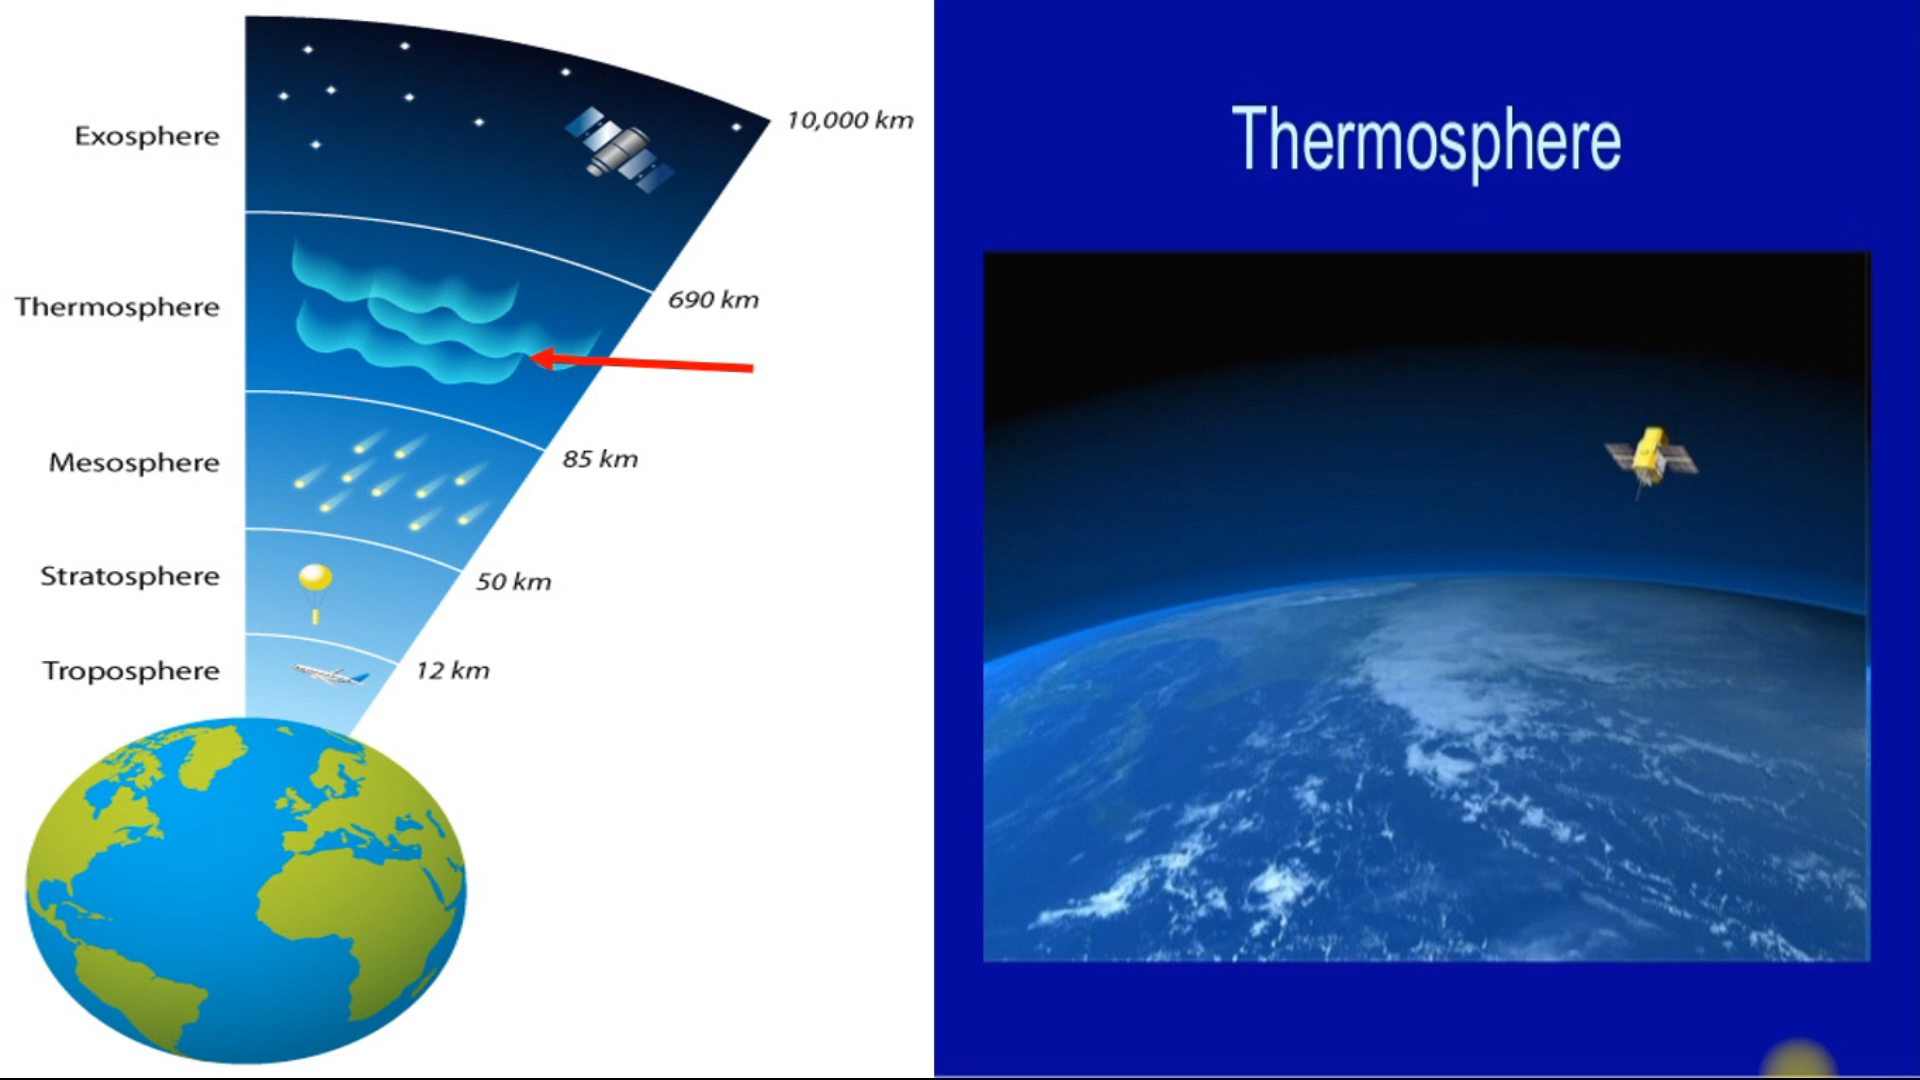 Exosphere
10,000 km
Thermosphere
690 km
Mesosphere
85 km
Stratosphere
50 km
Troposphere
12 km
Thermosphere